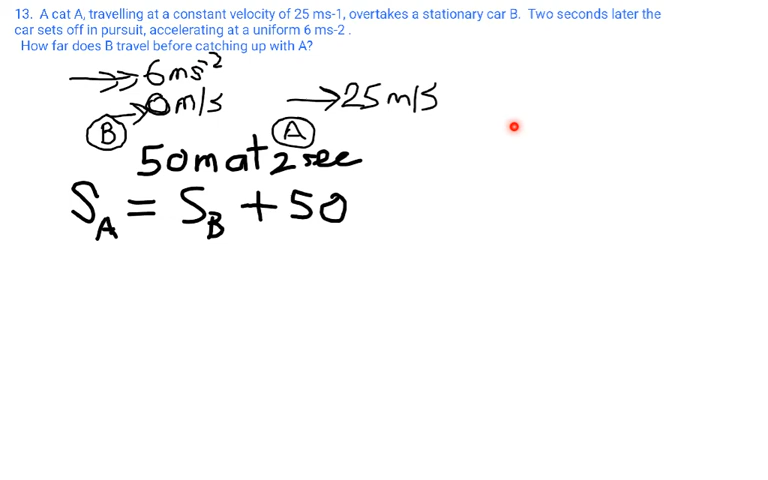 13. A cat A, travelling at a constant velocity of 25 ms-1, overtakes a stationary car B. Two seconds later the
car sets off in pursuit, accelerating at a uniform 6 ms-2 .
How far does B travel before catching up with A?
→ 6ms⁻²
→ 0m/s → 25m/s
B A
50m at 2 sec
S_A = S_B + 50